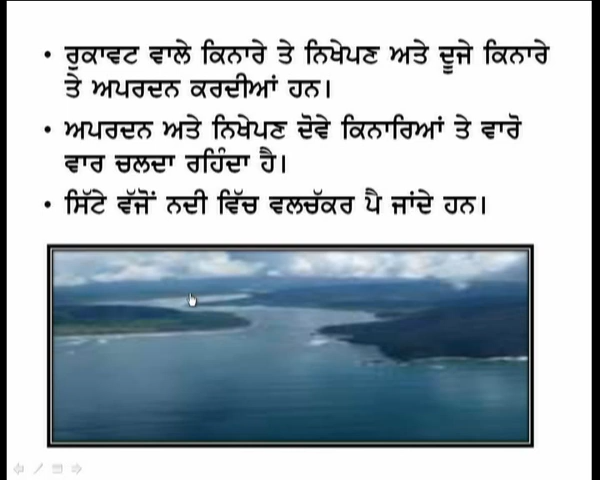 • ਰੁਕਾਵਟ ਵਾਲੇ ਕਿਨਾਰੇ ਤੇ ਨਿਖੇਪਣ ਅਤੇ ਦੂਜੇ ਕਿਨਾਰੇ
ਤੇ ਅਪਰਦਨ ਕਰਦੀਆਂ ਹਨ।
• ਅਪਰਦਨ ਅਤੇ ਨਿਖੇਪਣ ਦੋਵੇ ਕਿਨਾਰਿਆਂ ਤੇ ਵਾਰੋ
ਵਾਰ ਚਲਦਾ ਰਹਿੰਦਾ ਹੈ।
• ਸਿੱਟੇ ਵੱਜੋਂ ਨਦੀ ਵਿੱਚ ਵਲਚੱਕਰ ਪੈ ਜਾਂਦੇ ਹਨ।